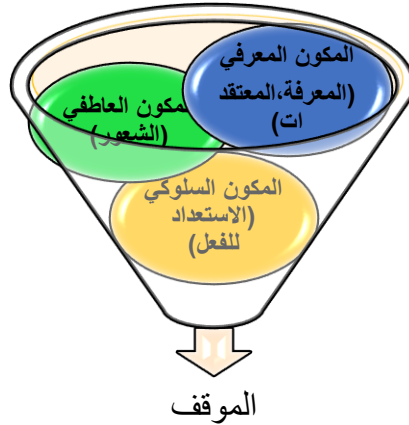 المكون المعرفي
(المعرفة،المعتقد
ات)
المكون العاطفي
(الشعور)
المكون السلوكي
(الاستعداد
للفعل)
الموقف